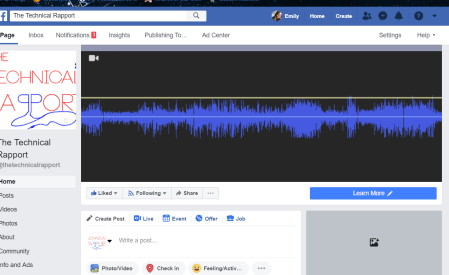 The Technical Rapport
Emily Home Create
Page Inbox Notifications Insights Publishing To... Ad Center Settings Help
HE
TECHNICAL
RAPPORT
The Technical
Rapport
@thetechnicalrapport
Home
Posts
Videos
Photos
About
Community
Info and Ads
Liked Following Share ...
Learn More
Create Post Live Event Offer Job
Write a post...
Photo/Video Check in Feeling/Activ... ...